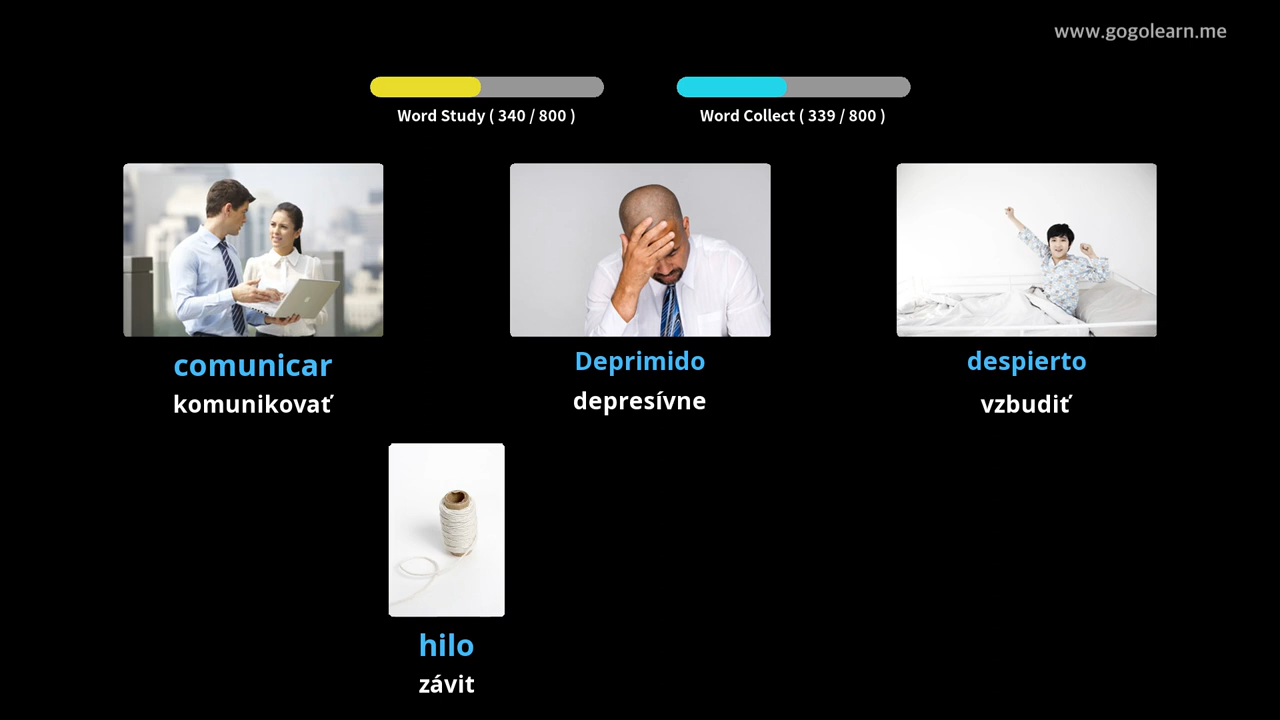 www.gogolearn.me
Word Study ( 340 / 800 )
Word Collect ( 339 / 800 )
comunicar
komunikovať
Deprimido
depresívne
despierto
vzbudiť
hilo
závit